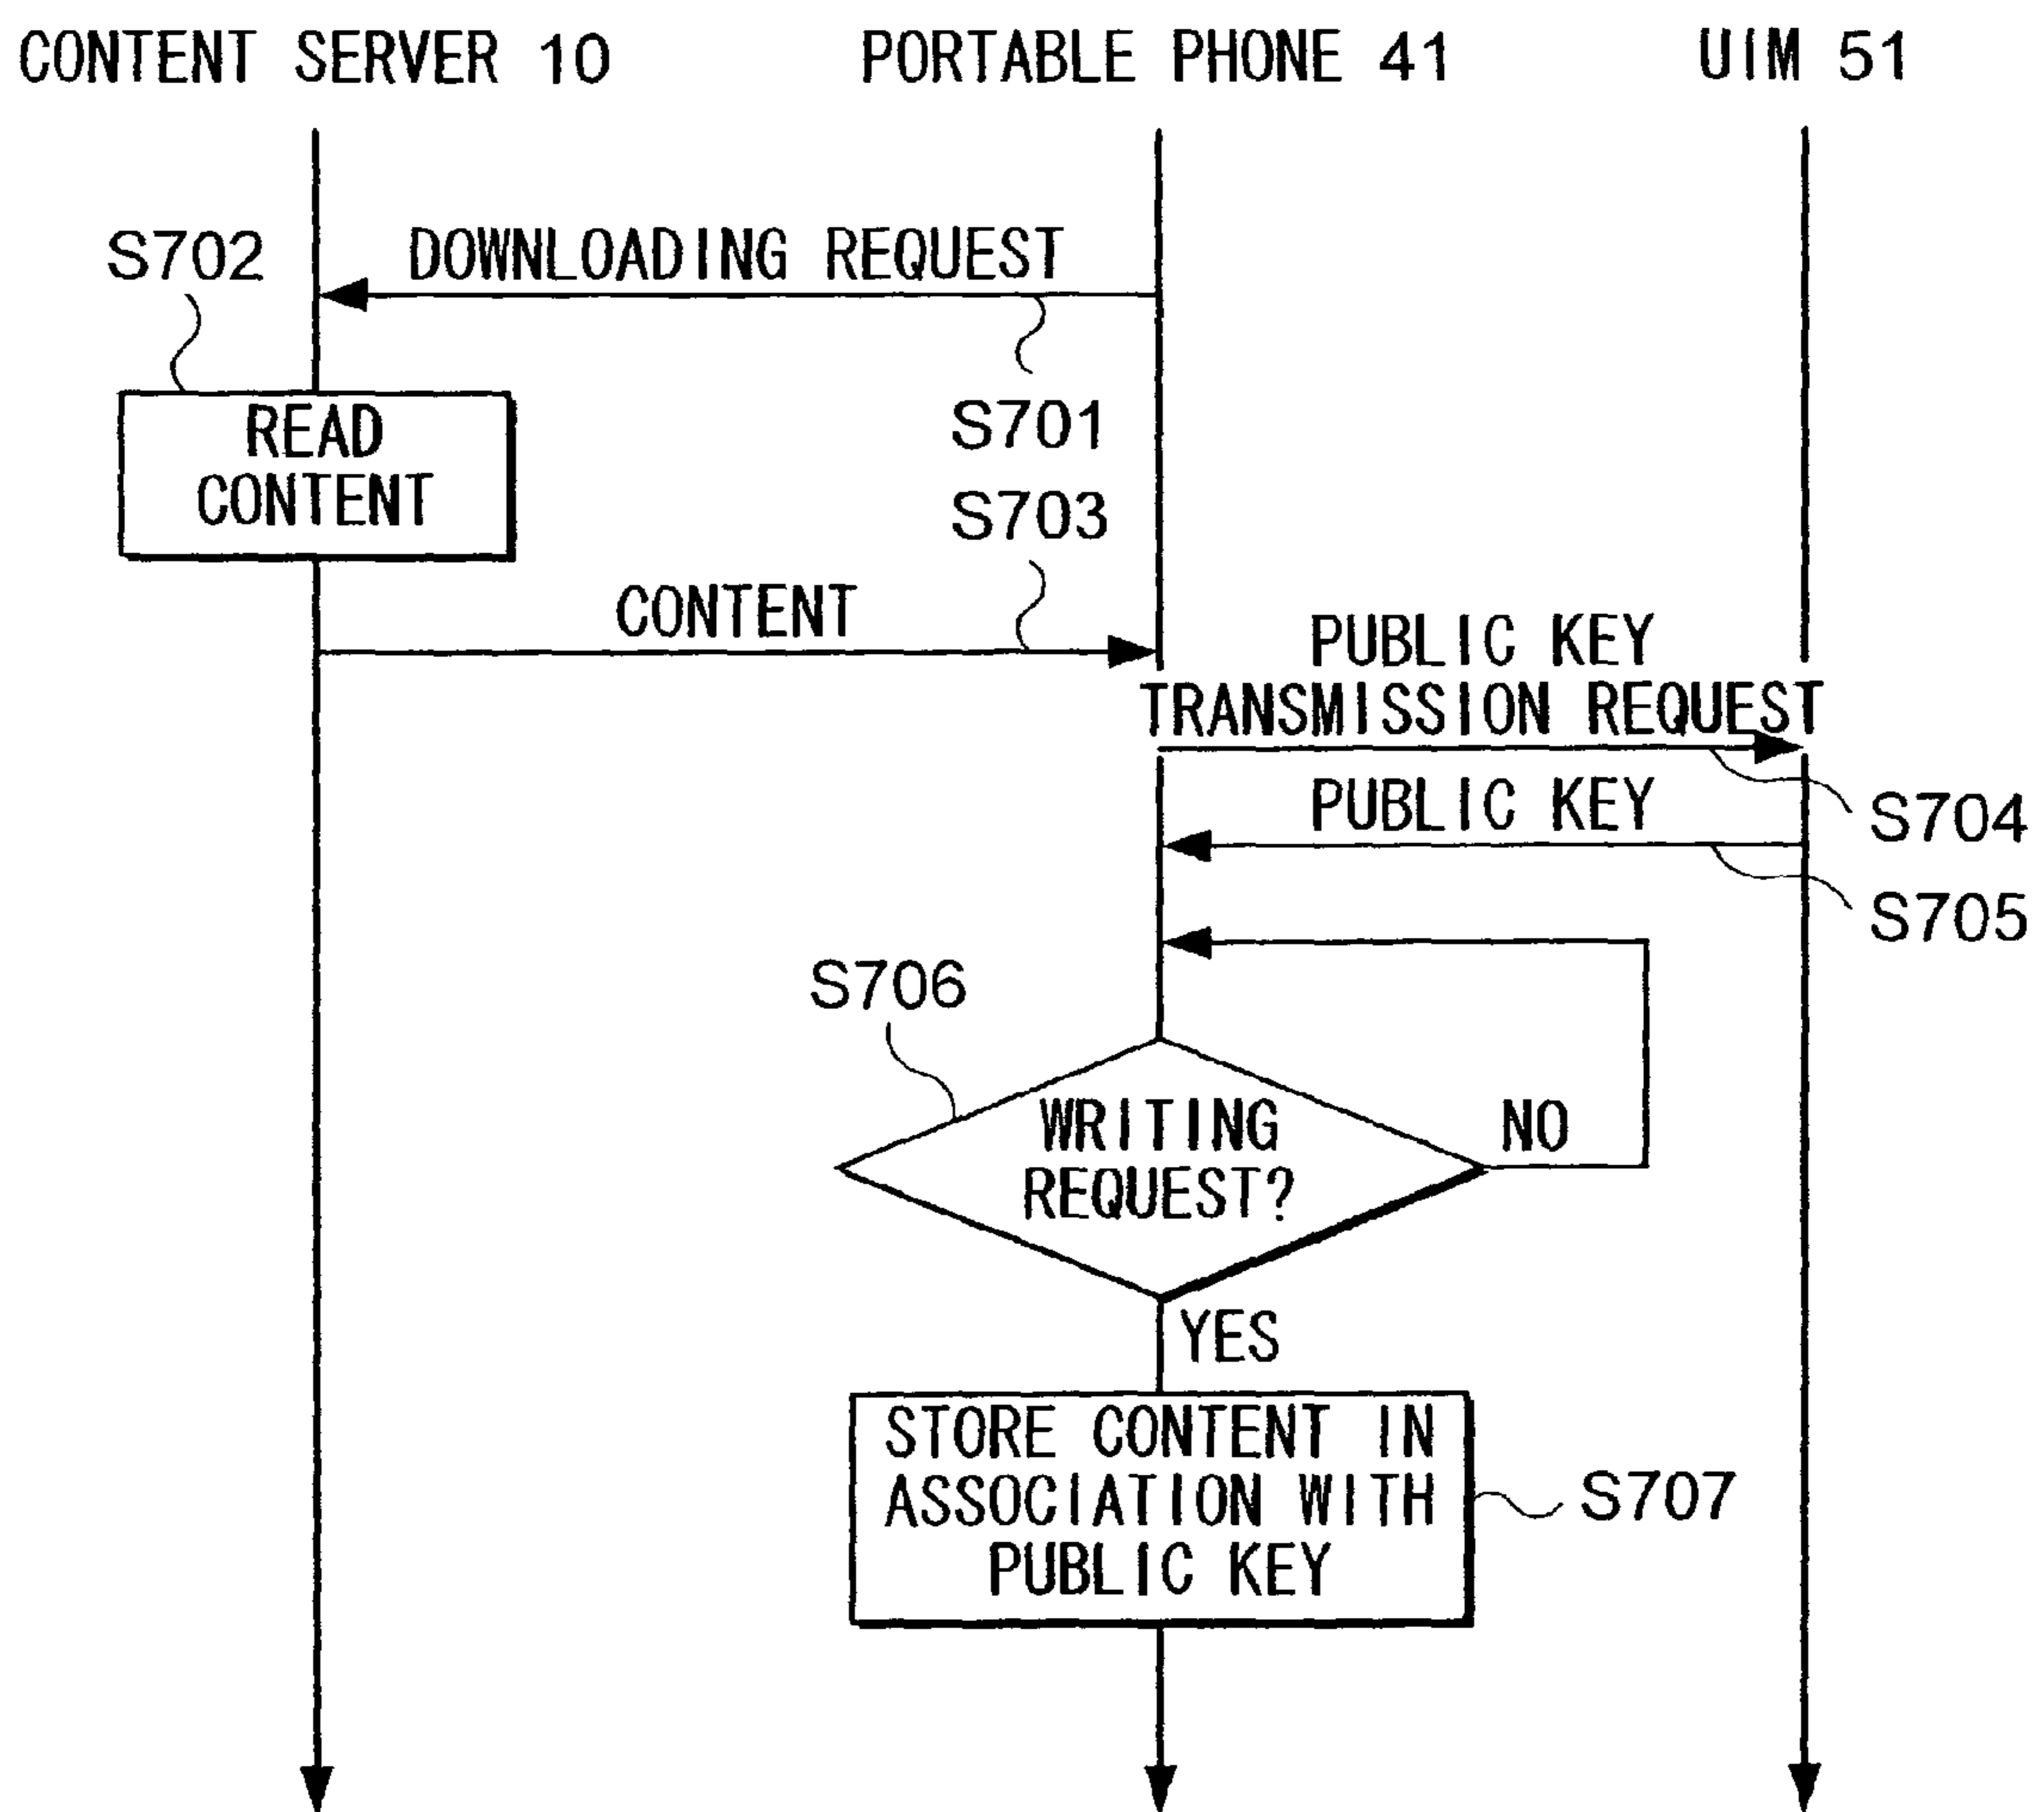 CONTENT SERVER 10
PORTABLE PHONE 41
UIM 51
S702
DOWNLOADING REQUEST
S701
READ
CONTENT
S703
CONTENT
PUBLIC KEY
TRANSMISSION REQUEST
S704
PUBLIC KEY
S705
S706
WRITING
REQUEST?
NO
YES
STORE CONTENT IN
ASSOCIATION WITH
PUBLIC KEY
S707